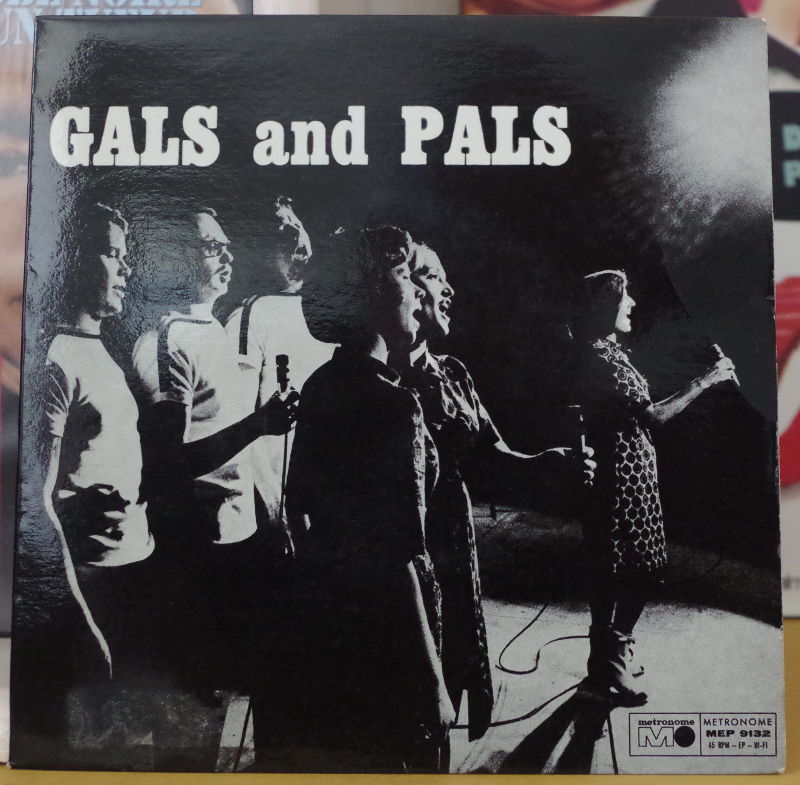 GALS and PALS
metronome
METRONOME
MEP 9132
45 RPM – EP – HI-FI